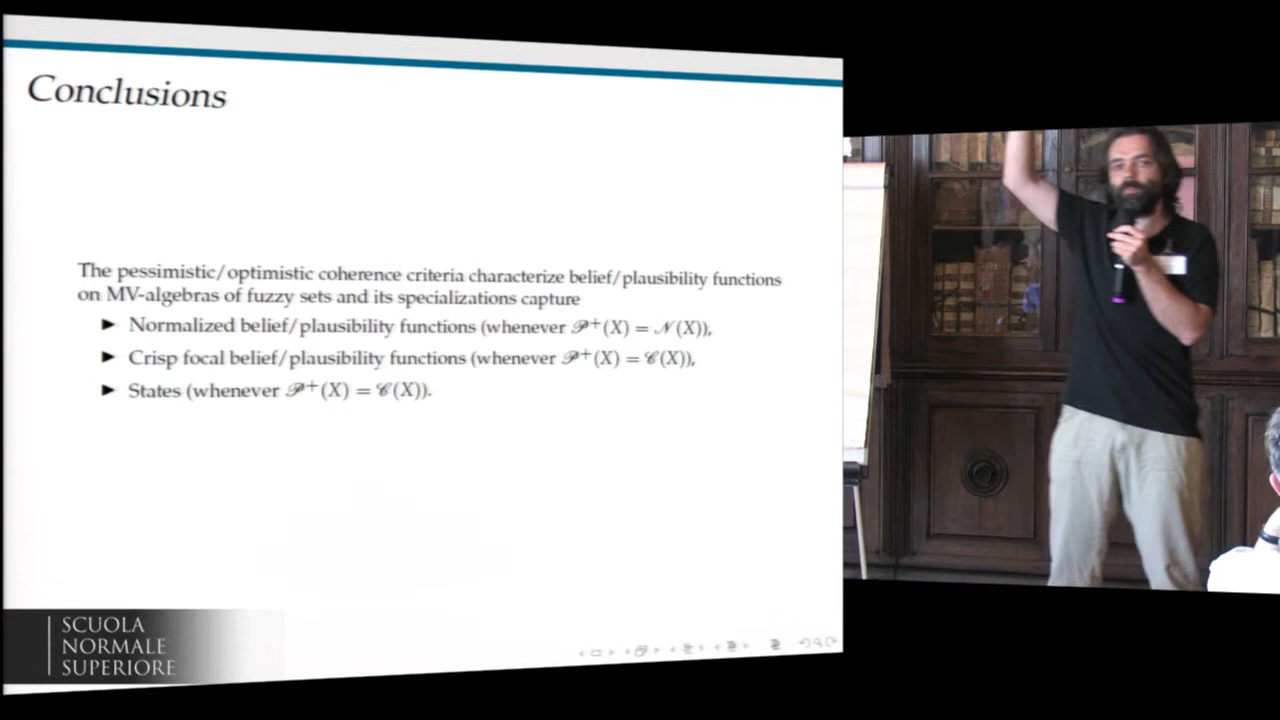 Conclusions
The pessimistic/optimistic coherence criteria characterize belief/plausibility functions
on MV-algebras of fuzzy sets and its specializations capture
► Normalized belief/plausibility functions (whenever 𝒫⁺(X) = 𝒩(X)),
► Crisp focal belief/plausibility functions (whenever 𝒫⁺(X) = 𝒞(X)),
► States (whenever 𝒫⁺(X) = 𝒞(X)).
SCUOLA
NORMALE
SUPERIORE